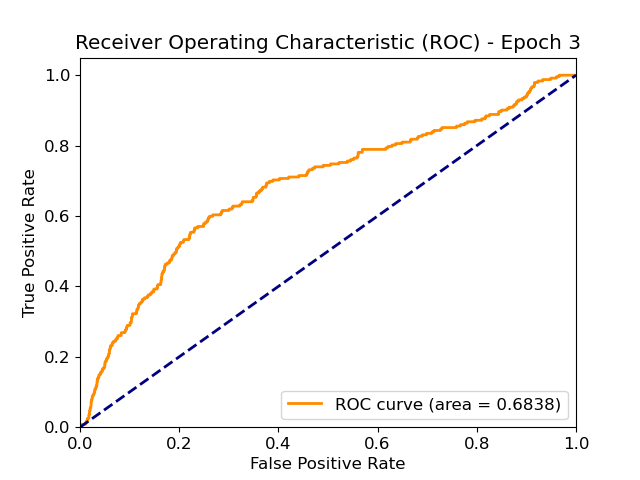 Receiver Operating Characteristic (ROC) - Epoch 3
1.0
0.8
0.6
0.4
0.2
0.0
True Positive Rate
ROC curve (area = 0.6838)
0.0 0.2 0.4 0.6 0.8 1.0
False Positive Rate